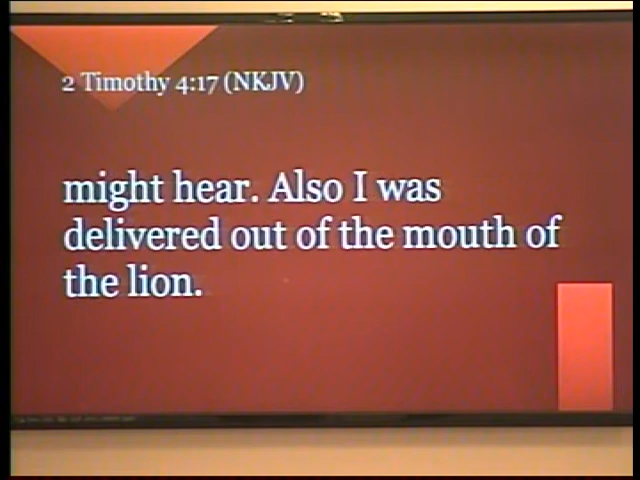 2 Timothy 4:17 (NKJV)
might hear. Also I was
delivered out of the mouth of
the lion.